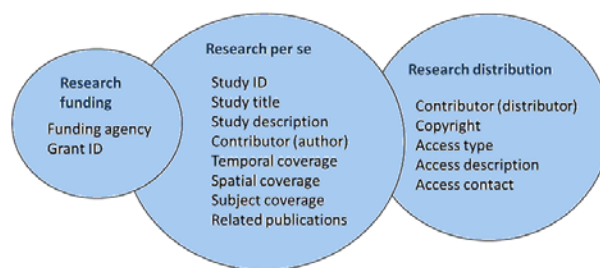 Research
funding
Funding agency
Grant ID
Research per se
Study ID
Study title
Study description
Contributor (author)
Temporal coverage
Spatial coverage
Subject coverage
Related publications
Research distribution
Contributor (distributor)
Copyright
Access type
Access description
Access contact